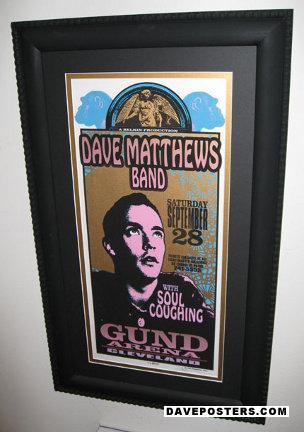 A BELKIN PRODUCTION
DAVE MATTHEWS
BAND
SATURDAY
SEPTEMBER
28
WITH
SOUL
COUGHING
GUND
ARENA
CLEVELAND
DAVEPOSTERS.COM